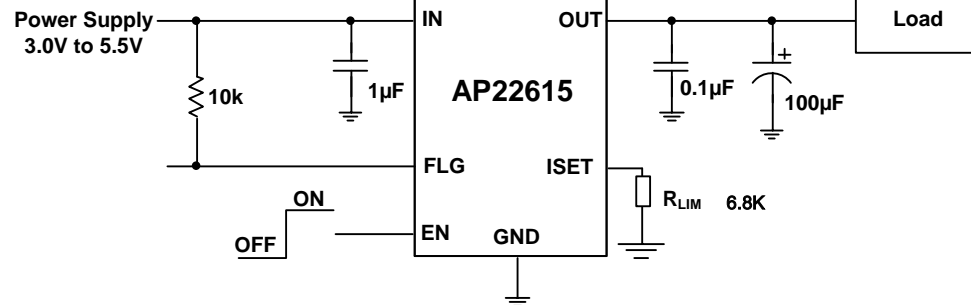 Power Supply
3.0V to 5.5V
IN
OUT
Load
10k
1µF
AP22615
0.1µF
100µF
+
FLG
ISET
ON
OFF
EN
GND
RLIM 6.8K